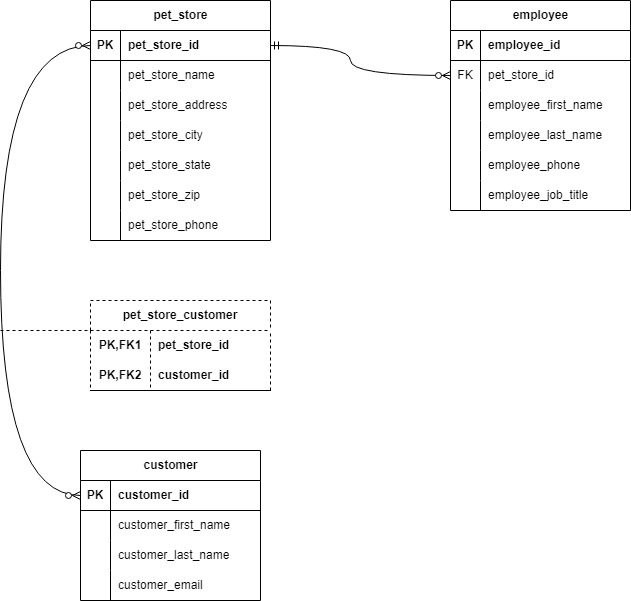 pet_store
PK pet_store_id
pet_store_name
pet_store_address
pet_store_city
pet_store_state
pet_store_zip
pet_store_phone
employee
PK employee_id
FK pet_store_id
employee_first_name
employee_last_name
employee_phone
employee_job_title
pet_store_customer
PK,FK1 pet_store_id
PK,FK2 customer_id
customer
PK customer_id
customer_first_name
customer_last_name
customer_email